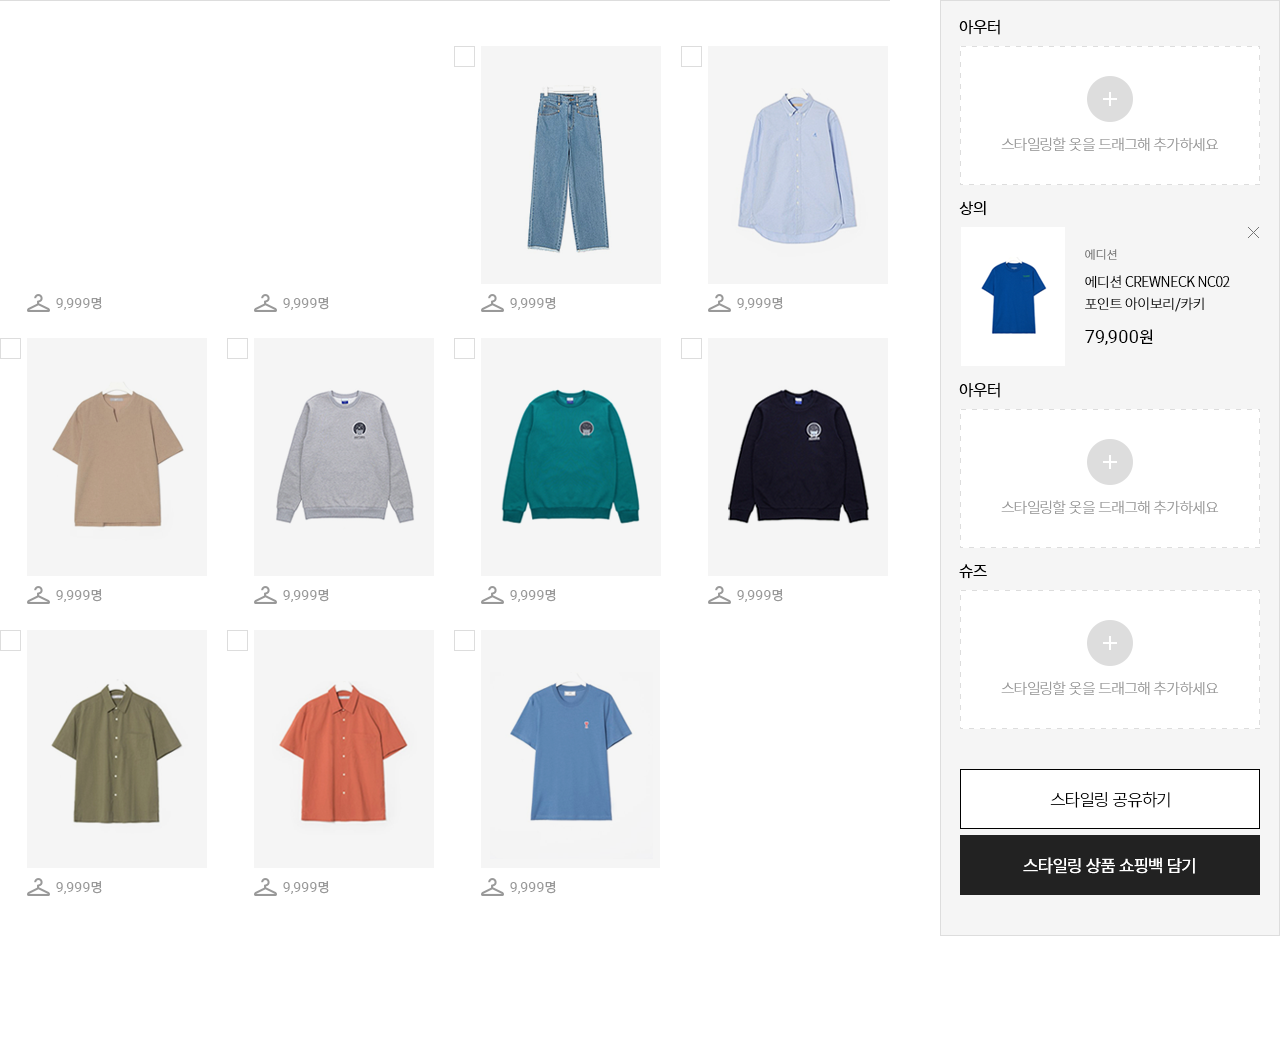 9,999명
9,999명
9,999명
9,999명
9,999명
9,999명
9,999명
9,999명
9,999명
9,999명
9,999명
아우터
스타일링할 옷을 드래그해 추가하세요
상의
에디션
에디션 CREWNECK NC02
포인트 아이보리/카키
79,900원
아우터
스타일링할 옷을 드래그해 추가하세요
슈즈
스타일링할 옷을 드래그해 추가하세요
스타일링 공유하기
스타일링 상품 쇼핑백 담기